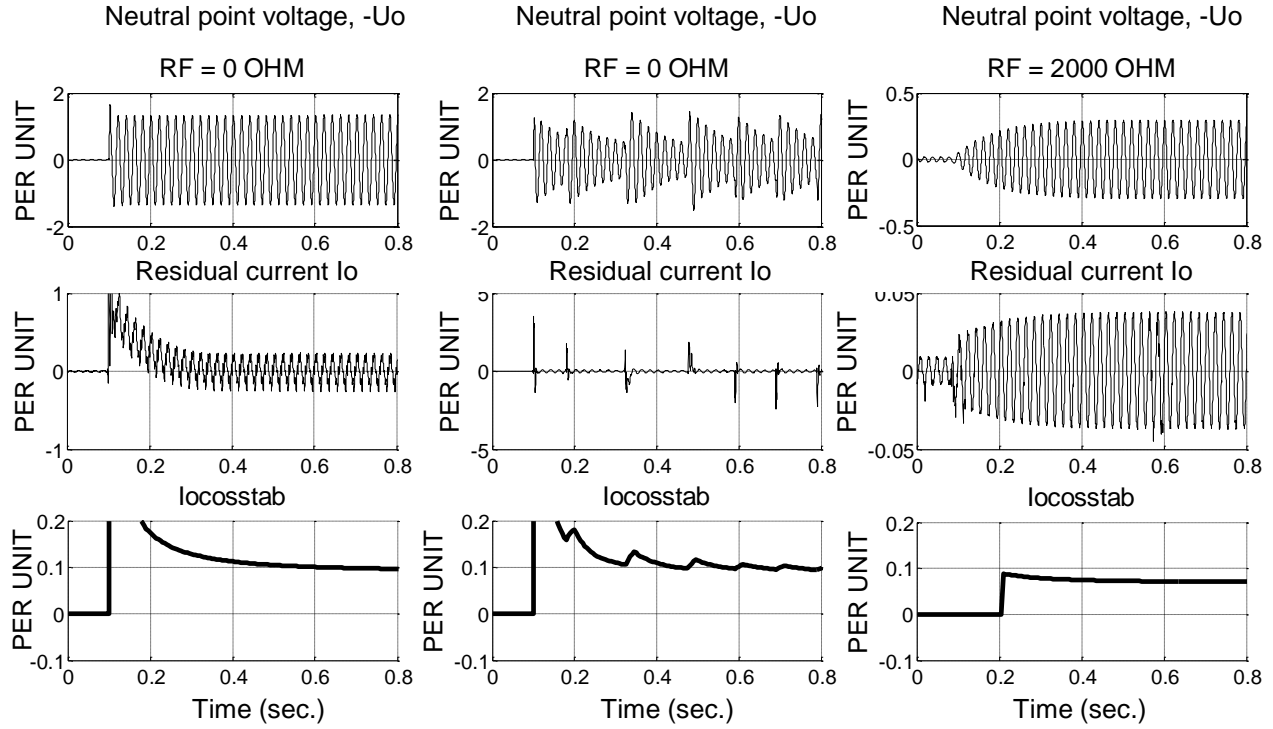 Neutral point voltage, -Uo
Neutral point voltage, -Uo
Neutral point voltage, -Uo
RF = 0 OHM
PER UNIT
2
0
-2
0 0.2 0.4 0.6 0.8
RF = 0 OHM
PER UNIT
2
0
-2
0 0.2 0.4 0.6 0.8
RF = 2000 OHM
PER UNIT
0.5
0
-0.5
0 0.2 0.4 0.6 0.8
Residual current Io
PER UNIT
1
0
-1
0 0.2 0.4 0.6 0.8
Residual current Io
PER UNIT
5
0
-5
0 0.2 0.4 0.6 0.8
Residual current Io
PER UNIT
0.05
0
-0.05
0 0.2 0.4 0.6 0.8
Iocosstab
PER UNIT
0.2
0.1
0
-0.1
0 0.2 0.4 0.6 0.8
Time (sec.)
Iocosstab
PER UNIT
0.2
0.1
0
-0.1
0 0.2 0.4 0.6 0.8
Time (sec.)
Iocosstab
PER UNIT
0.2
0.1
0
-0.1
0 0.2 0.4 0.6 0.8
Time (sec.)